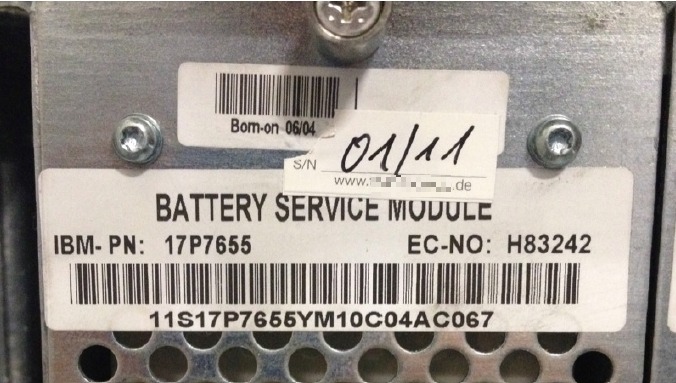 Born-on 06/04
01/11
S/N
www. .de
BATTERY SERVICE MODULE
IBM- PN: 17P7655 EC-NO: H83242
11S17P7655YM10C04AC067